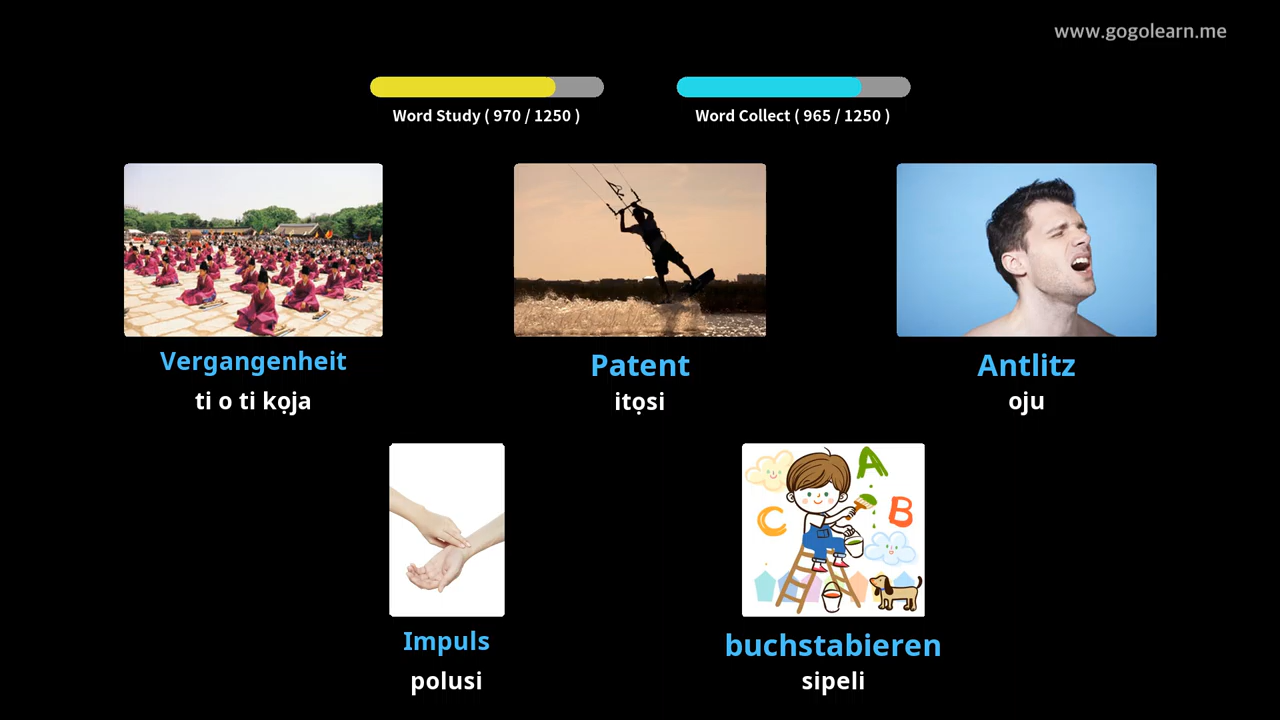 www.gogolearn.me
Word Study ( 970 / 1250 )
Word Collect ( 965 / 1250 )
Vergangenheit
ti o ti kọja
Patent
itọsi
Antlitz
oju
A
B
C
Impuls
polusi
buchstabieren
sipeli